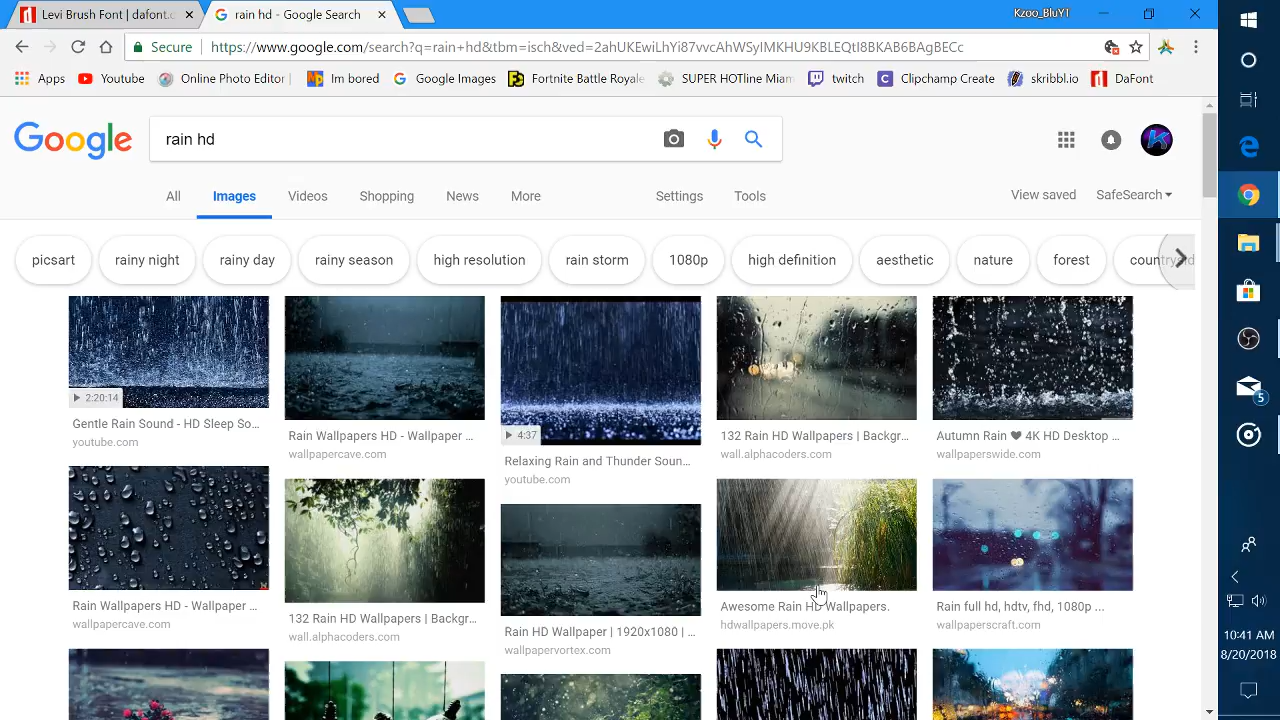 Levi Brush Font | dafont.c
rain hd - Google Search
Kzoo_BluYT
Secure
https://www.google.com/search?q=rain+hd&tbm=isch&ved=2ahUKEwiLhYi87vvcAhWSyIMKHU9KBLEQtI8BKABBAgBECc
Apps
Youtube
Online Photo Editor |
Im bored
Google Images
Fortnite Battle Royale
SUPERHOTline Miam
Twitch
Clipchamp Create
skribbl.io
DaFont
Google
rain hd
All
Images
Videos
Shopping
News
More
Settings
Tools
View saved
SafeSearch
picsart
rainy night
rainy day
rainy season
high resolution
rain storm
1080p
high definition
aesthetic
nature
forest
2:20:14
4:37
Gentle Rain Sound - HD Sleep So...
youtube.com
Rain Wallpapers HD - Wallpaper ...
wallpapercave.com
Relaxing Rain and Thunder Soun...
youtube.com
132 Rain HD Wallpapers | Backgr...
wall.alphacoders.com
Autumn Rain ❤ 4K HD Desktop ...
wallpaperswide.com
Rain Wallpapers HD - Wallpaper ...
wallpapercave.com
132 Rain HD Wallpapers | Backgr...
wall.alphacoders.com
Rain HD Wallpaper | 1920x1080 | ...
wallpapervortex.com
Awesome Rain HD Wallpapers.
hdwallpapers.move.pk
Rain full hd, hdtv, fhd, 1080p ...
wallpaperscraft.com
5
10:41 AM
8/20/2018